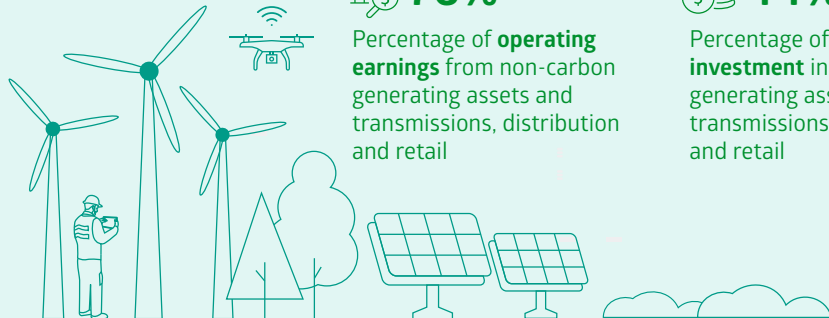 Percentage of operating
earnings from non-carbon
generating assets and
transmissions, distribution
and retail
Percentage of
investment in
generating
transmissions
and retail